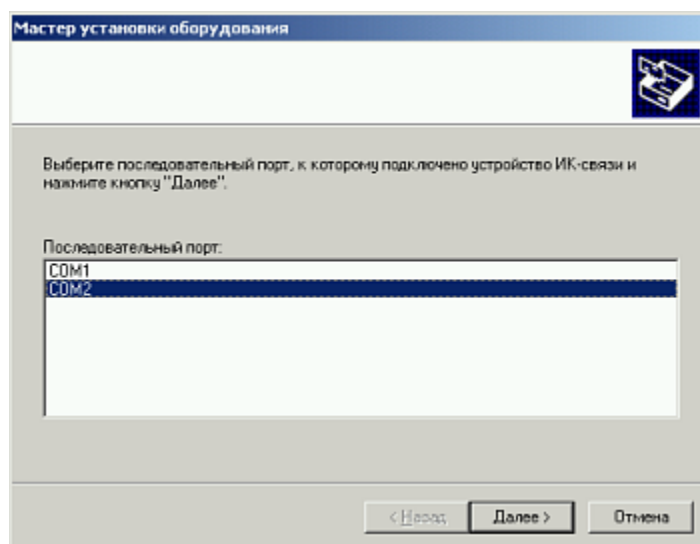 Мастер установки оборудования
Выберите последовательный порт, к которому подключено устройство ИК-связи и
нажмите кнопку "Далее".
Последовательный порт:
COM1
COM2
< Назад
Далее >
Отмена